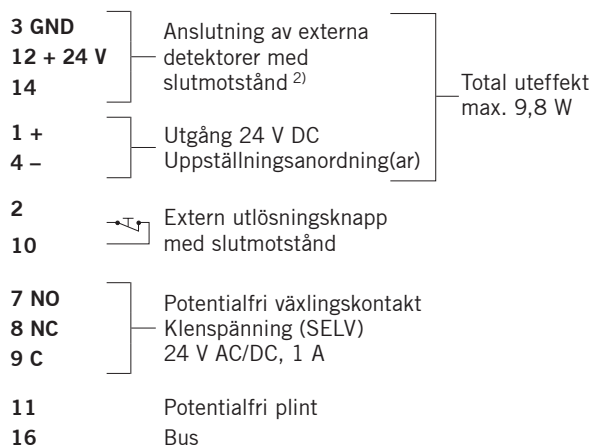 3 GND
12 + 24 V
14
Anslutning av externa
detektorer med
slutmotstånd 2)
1 +
4 –
Utgång 24 V DC
Uppställningsanordning(ar)
Total uteffekt
max. 9,8 W
2
10
Extern utlösningsknapp
med slutmotstånd
7 NO
8 NC
9 C
Potentialfri växlingskontakt
Klenspänning (SELV)
24 V AC/DC, 1 A
11 Potentialfri plint
16 Bus